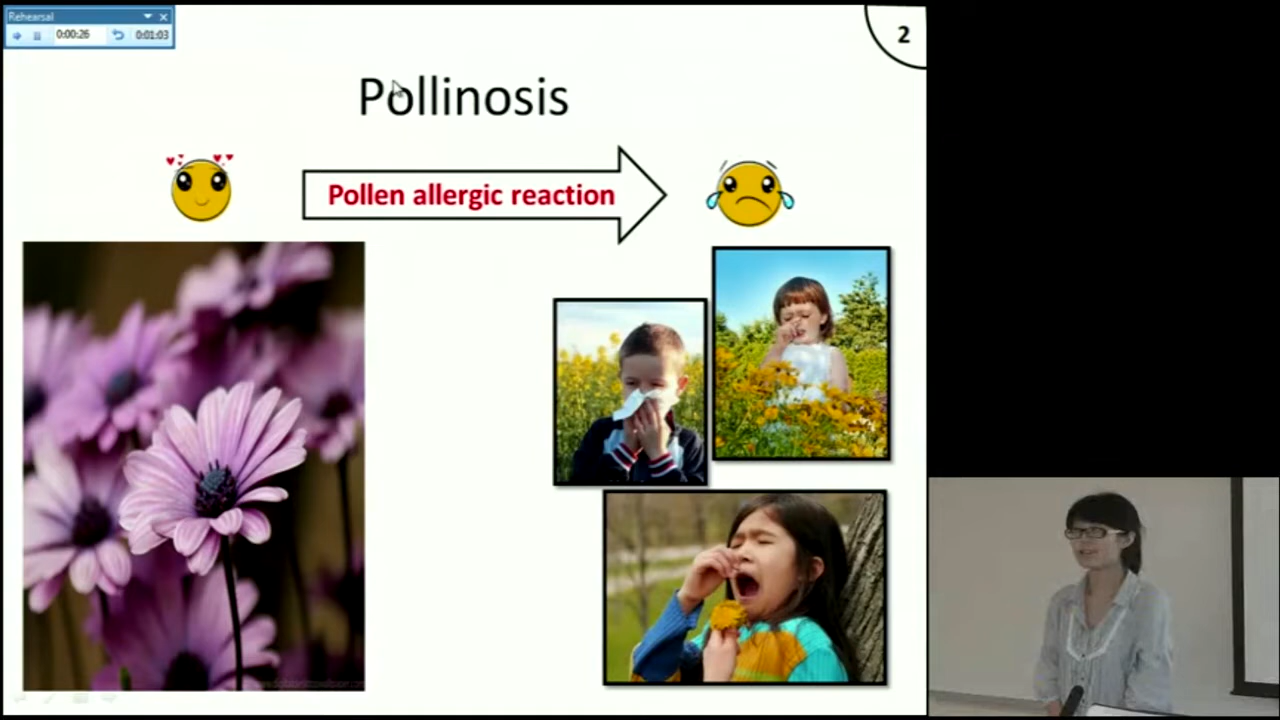 Rehearsal
0:00:26
0:01:03
2
Pollinosis
Pollen allergic reaction